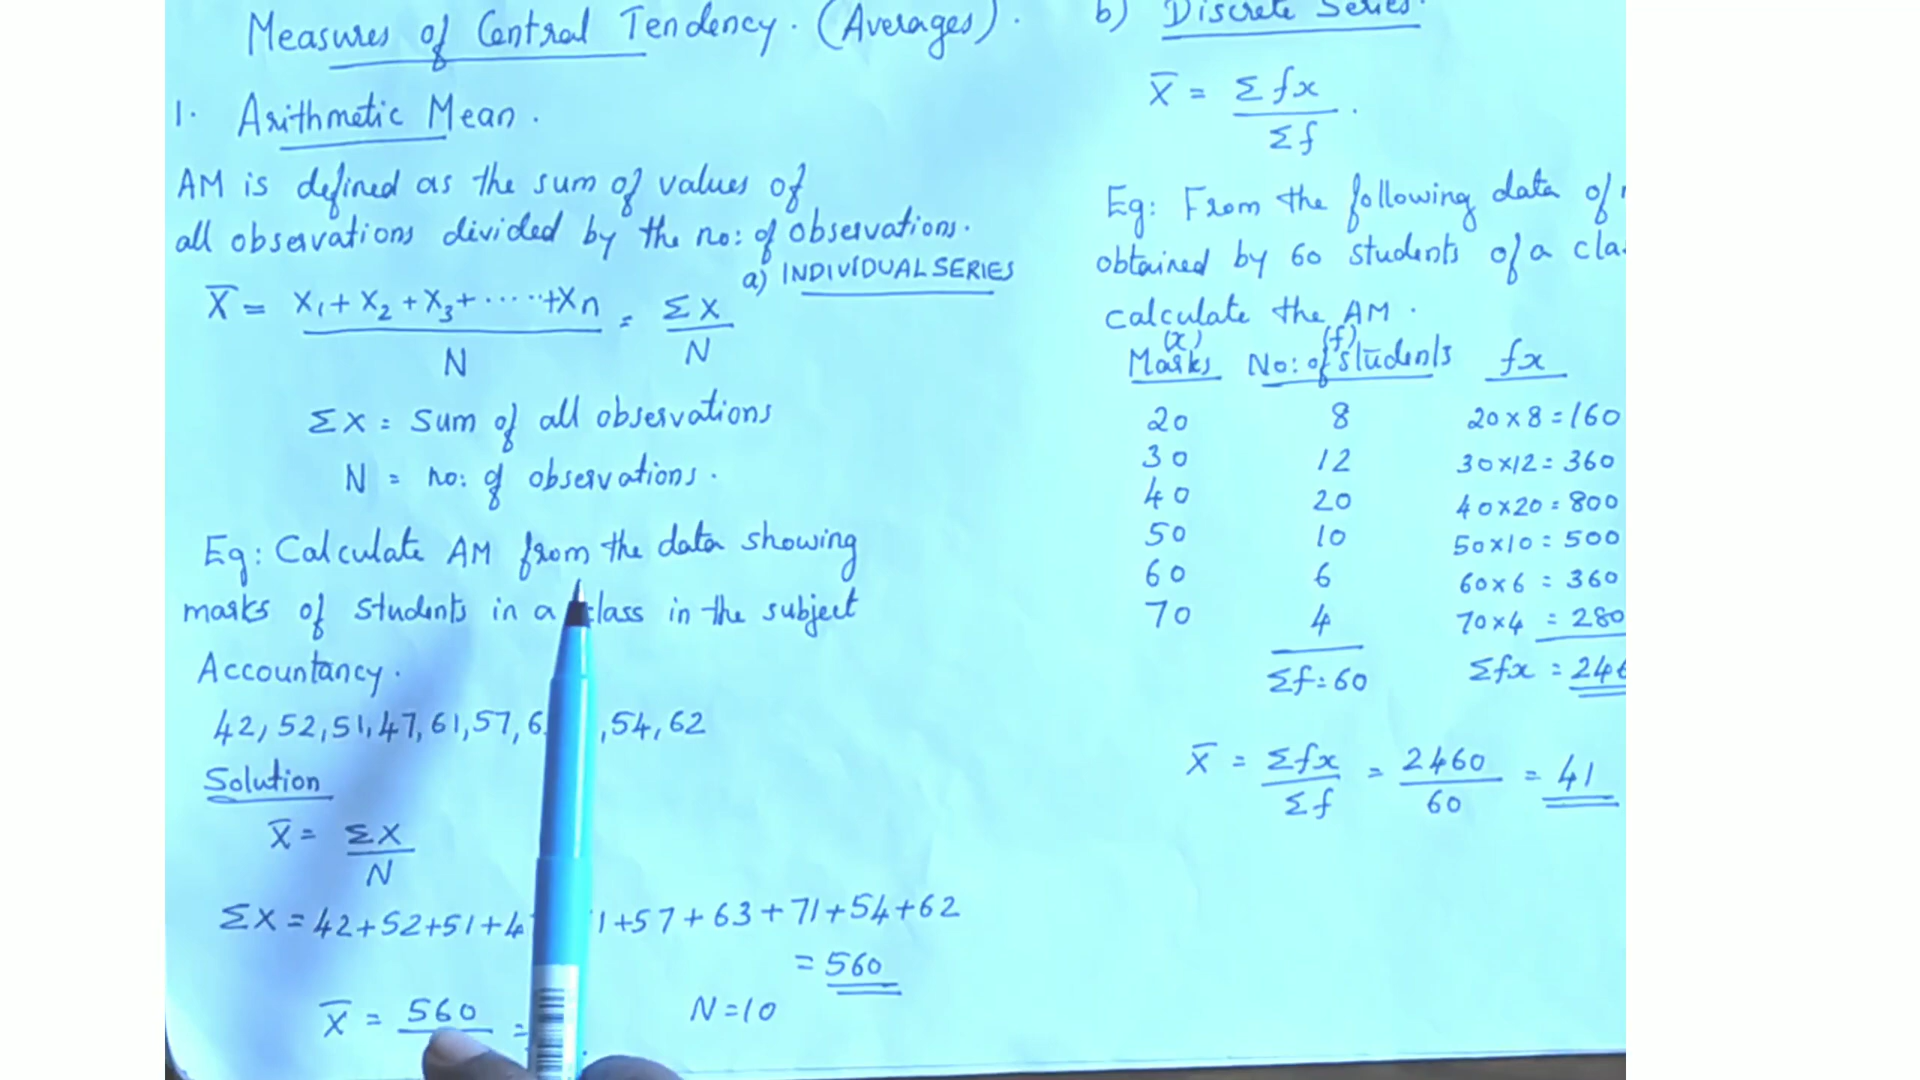 Measures of Central Tendency. (Averages).
1. Arithmetic Mean.
AM is defined as the sum of values of
all observations divided by the no: of observations.
a) INDIVIDUAL SERIES
X̄ = X₁ + X₂ + X₃ + ..... + Xn / N = Σx / N
Σx = Sum of all observations
N = no: of observations.
Eg: Calculate AM from the data showing
marks of students in a class in the subject
Accountancy.
42, 52, 51, 47, 61, 57, 6 , 54, 62
Solution
X̄ = ΣX / N
ΣX = 42+52+51+4 1+57+63+71+54+62
= 560
X̄ = 560 =
N = 10
b) Discrete Series.
X̄ = Σfx / Σf .
Eg: From the following data of
obtained by 60 students of a cla
calculate the AM.
(x) (f)
Marks No: of students fx
20 8 20 x 8 = 160
30 12 30 x 12 = 360
40 20 40 x 20 = 800
50 10 50 x 10 = 500
60 6 60 x 6 = 360
70 4 70 x 4 = 280
Σf = 60 Σfx = 246
X̄ = Σfx / Σf = 2460 / 60 = 41